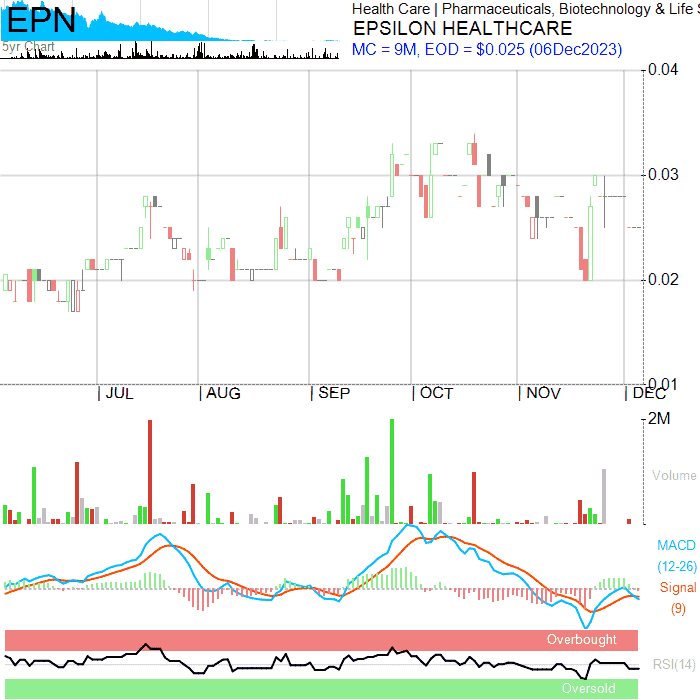 EPN
5yr Chart
Health Care | Pharmaceuticals, Biotechnology & Life S
EPSILON HEALTHCARE
MC = 9M, EOD = $0.025 (06Dec2023)
0.04
0.03
0.02
0.01
JUL AUG SEP OCT NOV DEC
2M
Volume
MACD
(12-26)
Signal
(9)
Overbought
RSI(14)
Oversold